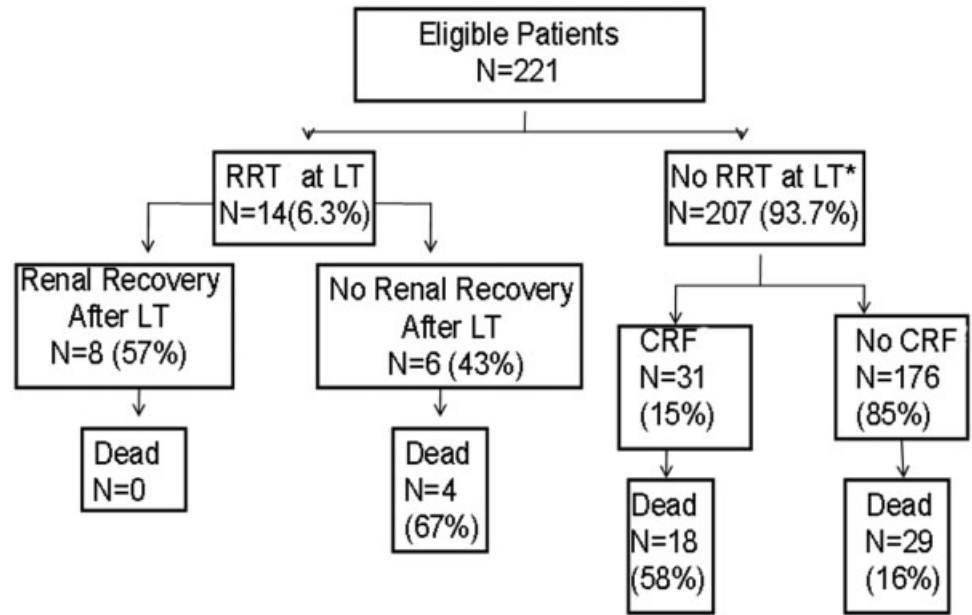 Eligible Patients
N=221
RRT at LT
N=14(6.3%)
No RRT at LT*
N=207 (93.7%)
Renal Recovery
After LT
N=8 (57%)
No Renal Recovery
After LT
N=6 (43%)
CRF
N=31
(15%)
No CRF
N=176
(85%)
Dead
N=0
Dead
N=4
(67%)
Dead
N=18
(58%)
Dead
N=29
(16%)